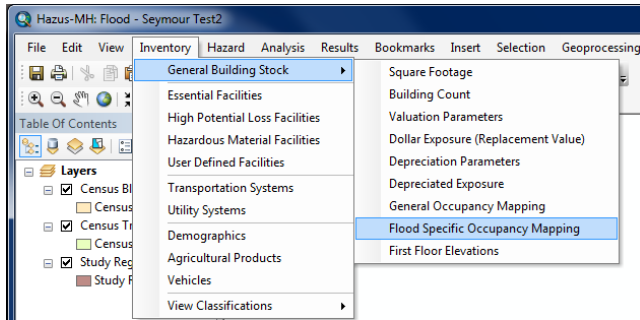 Hazus-MH: Flood - Seymour Test2
File Edit View Inventory Hazard Analysis Results Bookmarks Insert Selection Geoprocessing
General Building Stock
Essential Facilities
High Potential Loss Facilities
Hazardous Material Facilities
User Defined Facilities
Transportation Systems
Utility Systems
Demographics
Agricultural Products
Vehicles
View Classifications
Square Footage
Building Count
Valuation Parameters
Dollar Exposure (Replacement Value)
Depreciation Parameters
Depreciated Exposure
General Occupancy Mapping
Flood Specific Occupancy Mapping
First Floor Elevations
Table Of Contents
Layers
Census Bl
Census
Census Tr
Census
Study Reg
Study F